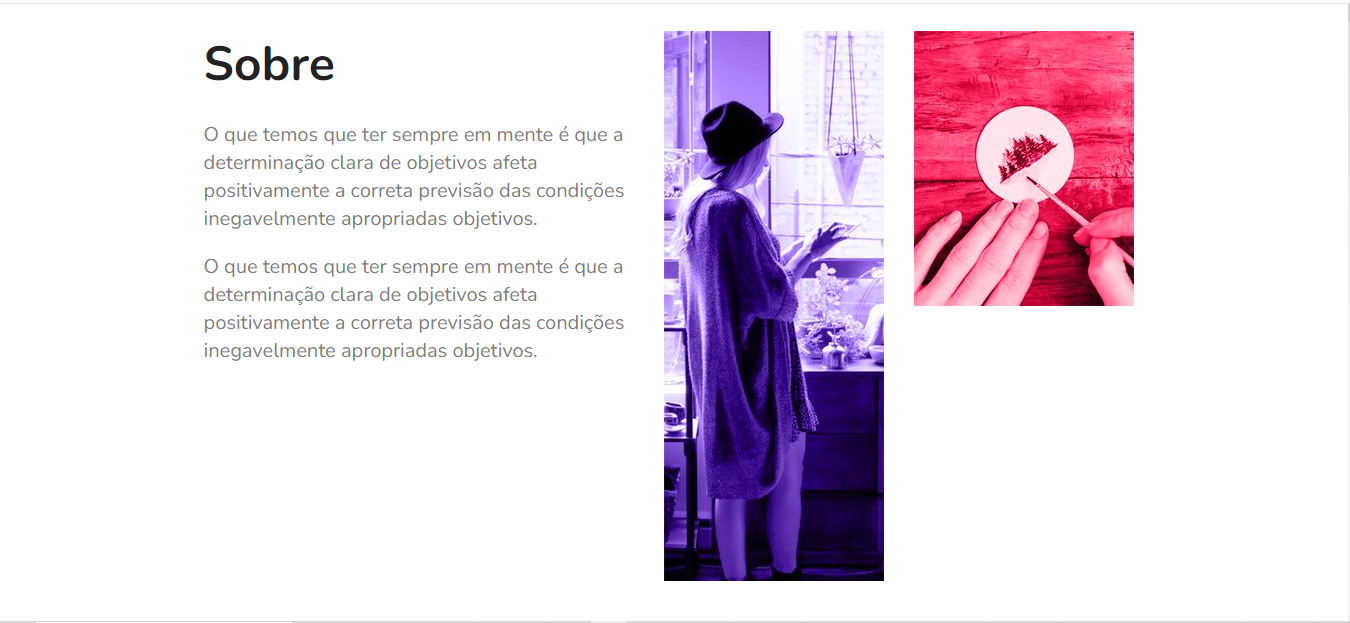 Sobre
O que temos que ter sempre em mente é que a
determinação clara de objetivos afeta
positivamente a correta previsão das condições
inegavelmente apropriadas objetivos.
O que temos que ter sempre em mente é que a
determinação clara de objetivos afeta
positivamente a correta previsão das condições
inegavelmente apropriadas objetivos.